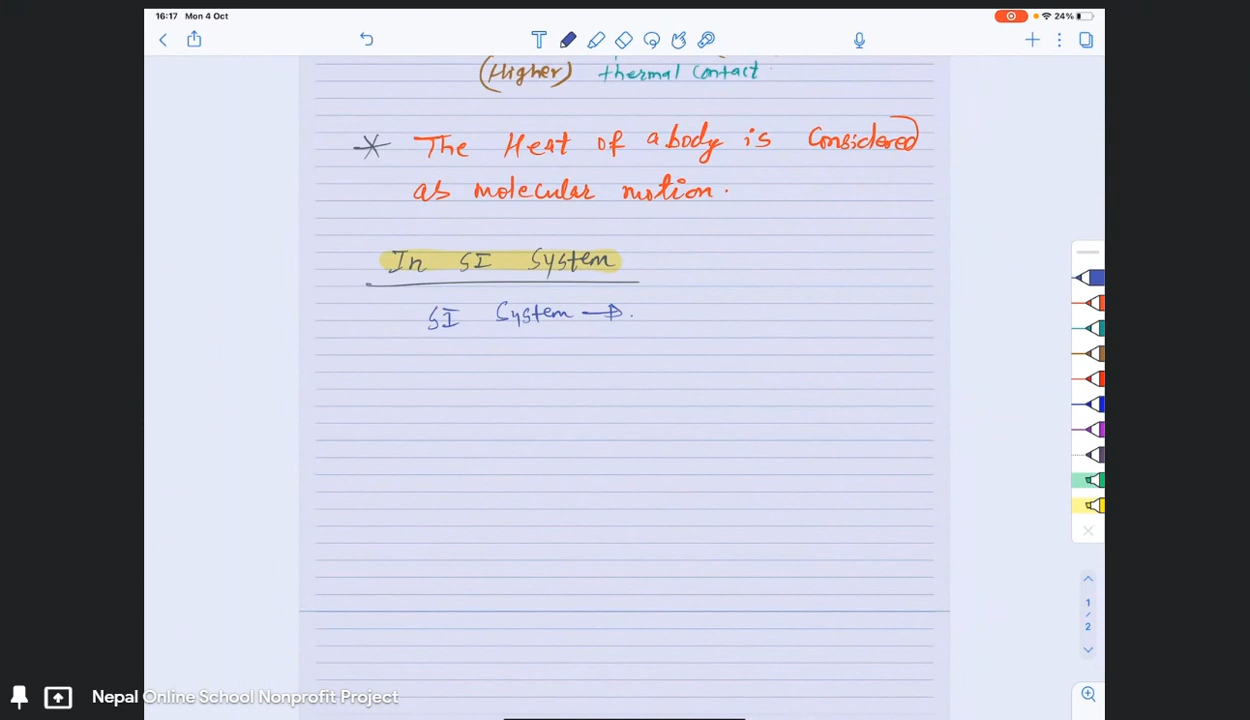 16:17 Mon 4 Oct
24%
(Higher) thermal contact
* The Heat of a body is considered
as molecular motion.
In SI System
SI System →
1
/
2
Nepal Online School Nonprofit Project